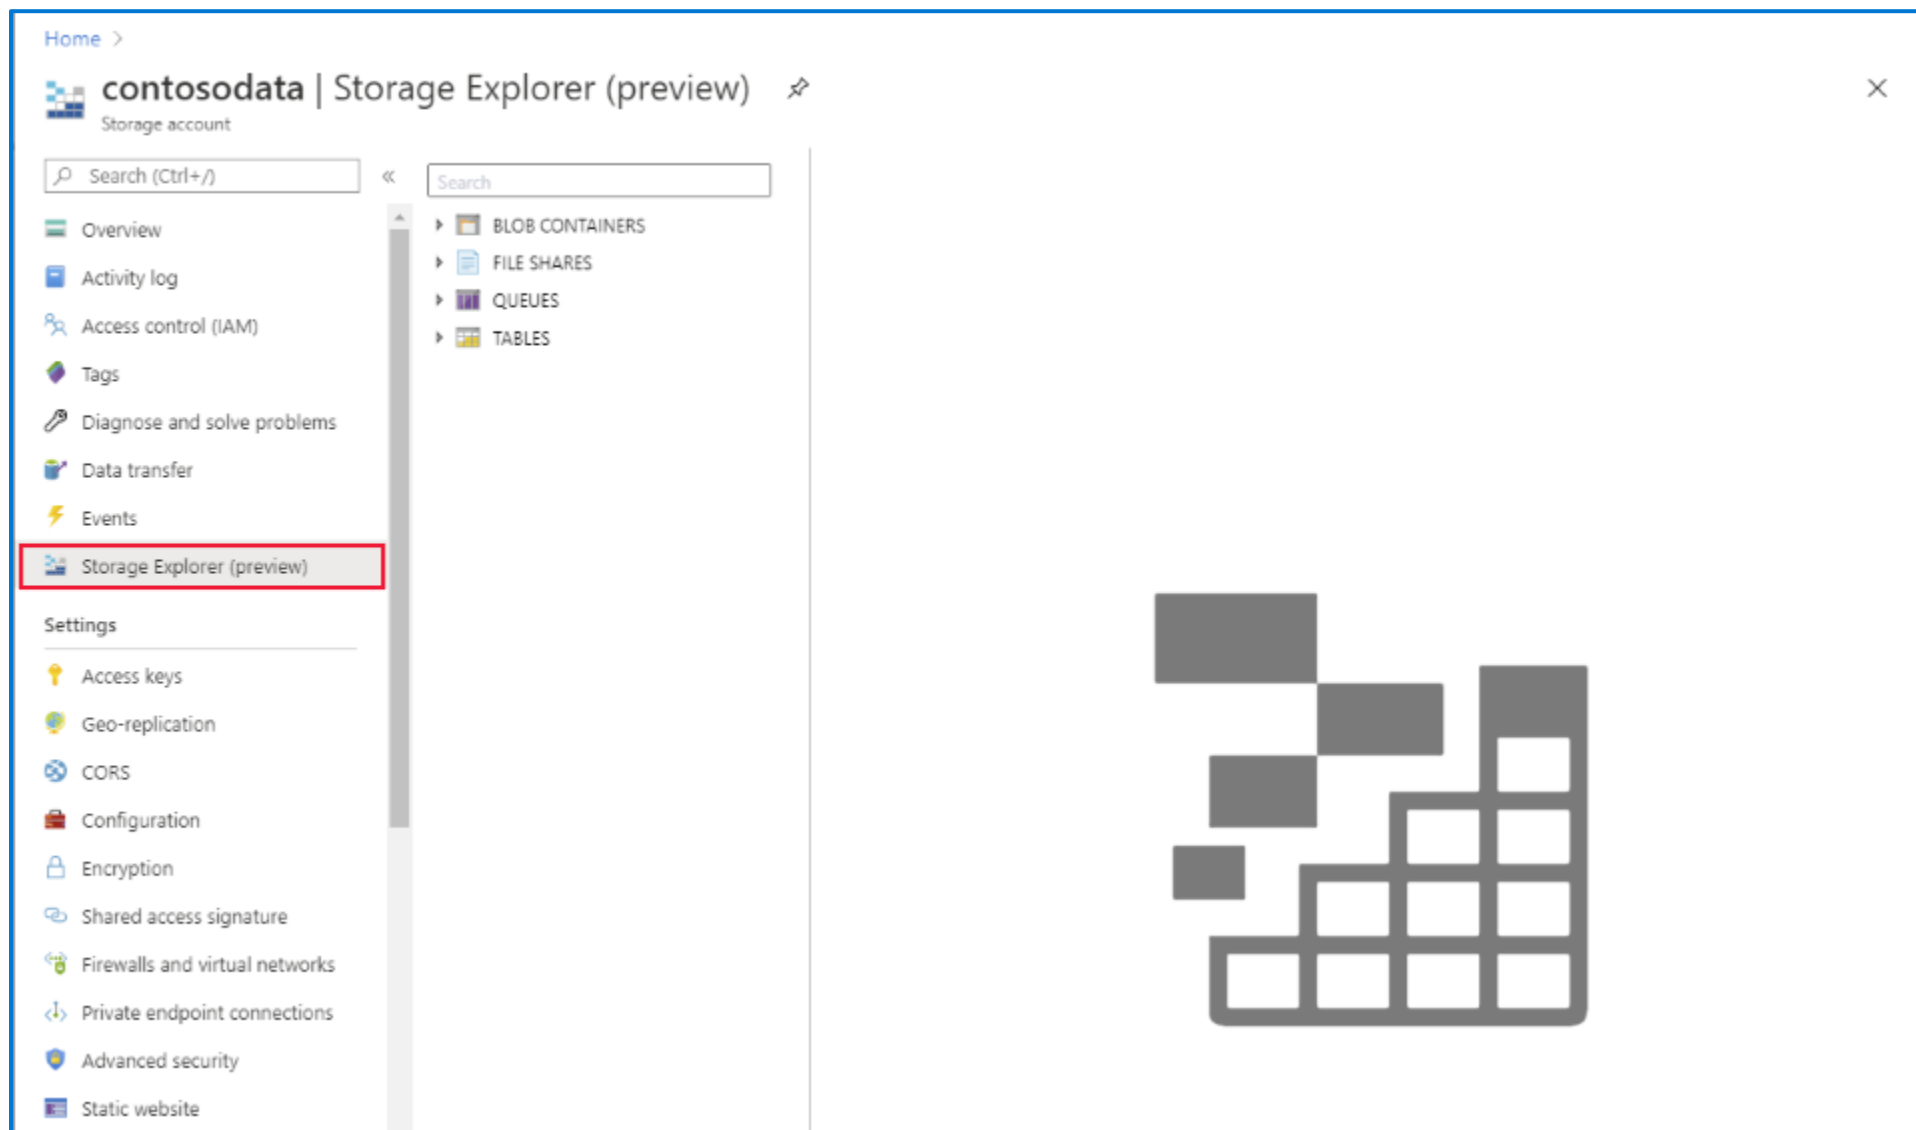 Home >
contosodata | Storage Explorer (preview)
Storage account
Search (Ctrl+/)
«
Overview
Activity log
Access control (IAM)
Tags
Diagnose and solve problems
Data transfer
Events
Storage Explorer (preview)
Settings
Access keys
Geo-replication
CORS
Configuration
Encryption
Shared access signature
Firewalls and virtual networks
Private endpoint connections
Advanced security
Static website
Search
BLOB CONTAINERS
FILE SHARES
QUEUES
TABLES